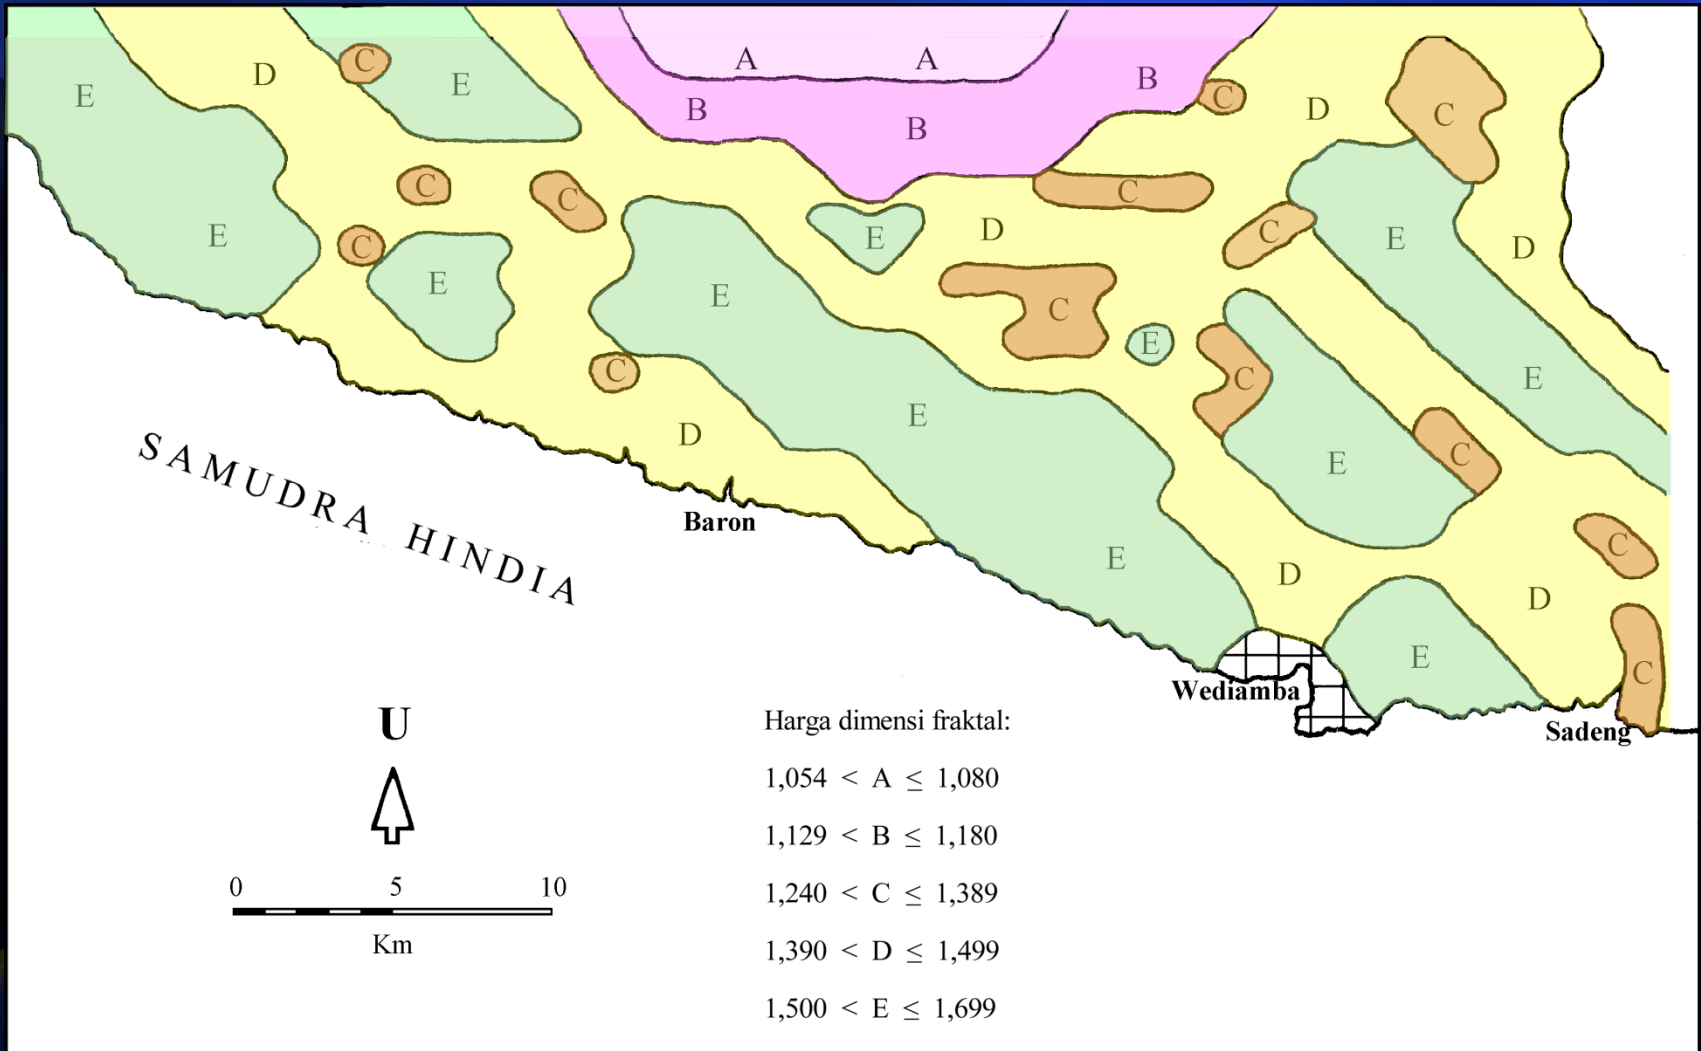 A A
C B
D E D
E B C
B C
B
C C C
E C D E D
E C E
E E C
E
C C E
E
D E C
SAMUDRA HINDIA
Baron
C
E D D
E C
Wediamba
Sadeng
U
0 5 10
Km
Harga dimensi fraktal:
1,054 < A ≤ 1,080
1,129 < B ≤ 1,180
1,240 < C ≤ 1,389
1,390 < D ≤ 1,499
1,500 < E ≤ 1,699